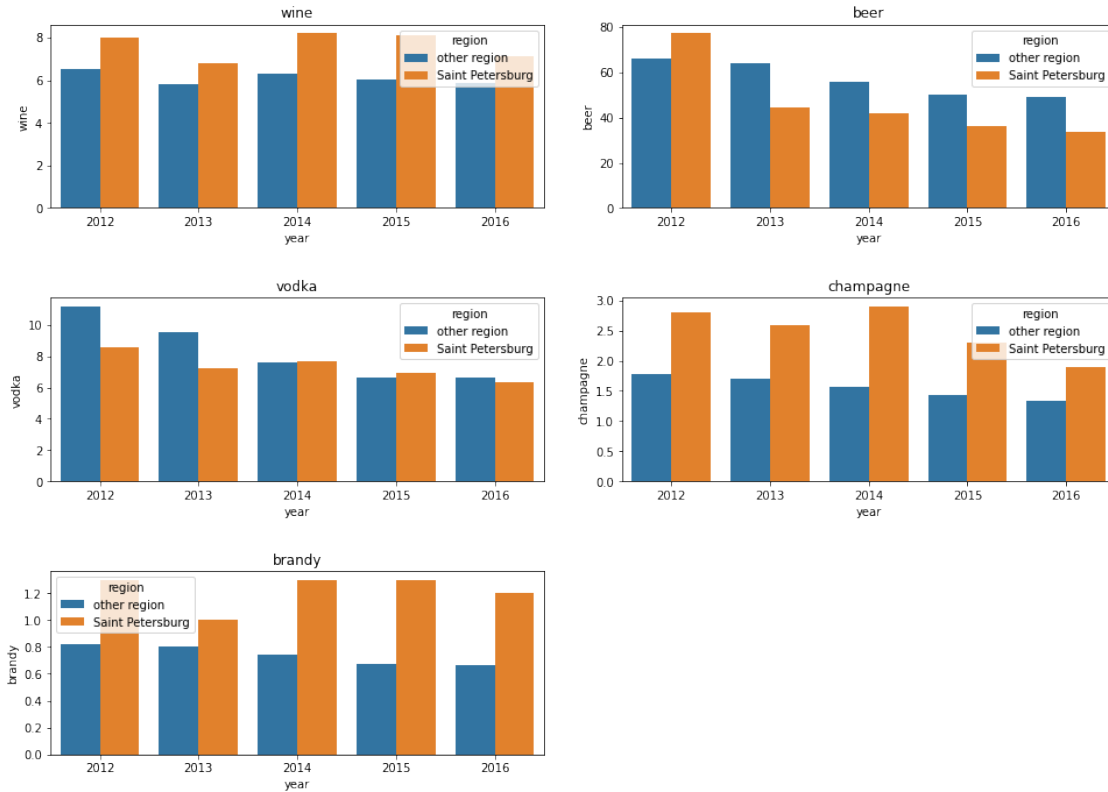 wine
8
6
4
2
0
wine
region
other region
Saint Petersburg
2012 2013 2014 2015 2016
year
beer
80
60
40
20
0
beer
region
other region
Saint Petersburg
2012 2013 2014 2015 2016
year
vodka
10
8
6
4
2
0
vodka
region
other region
Saint Petersburg
2012 2013 2014 2015 2016
year
champagne
3.0
2.5
2.0
1.5
1.0
0.5
0.0
champagne
region
other region
Saint Petersburg
2012 2013 2014 2015 2016
year
brandy
1.2
1.0
0.8
0.6
0.4
0.2
0.0
brandy
region
other region
Saint Petersburg
2012 2013 2014 2015 2016
year